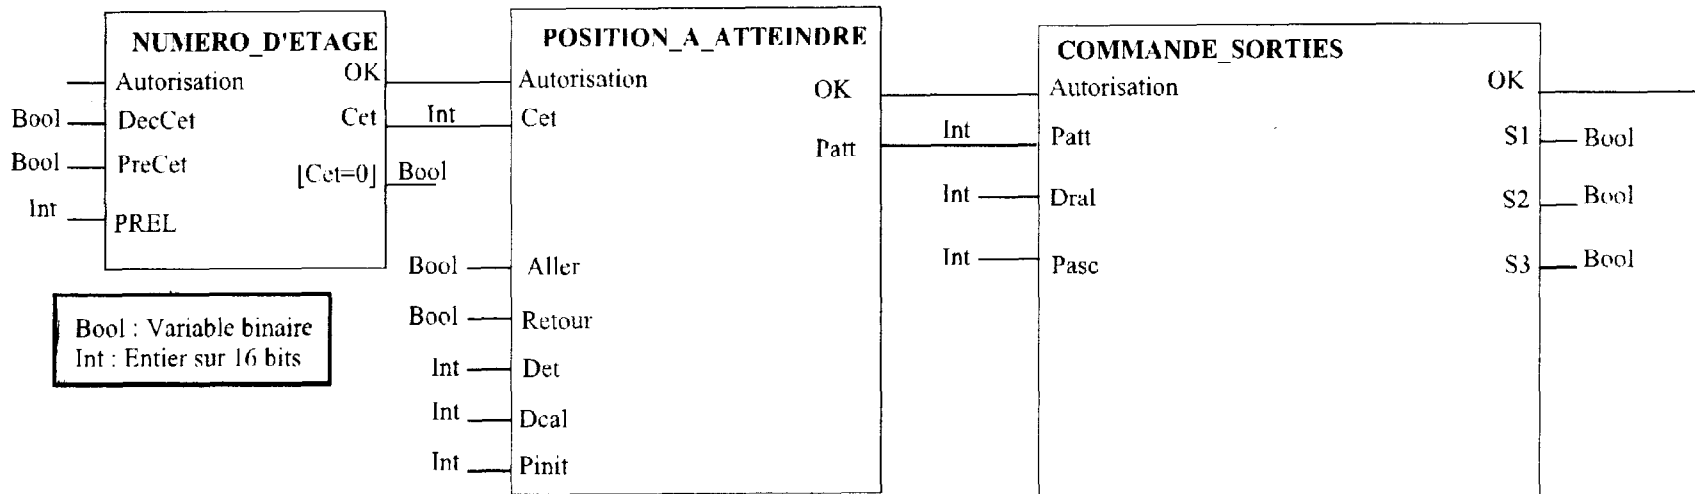 NUMERO_D'ETAGE
Autorisation OK
Bool DecCet Cet Int
Bool PreCet [Cet=0] Bool
Int PREL
Bool : Variable binaire
Int : Entier sur 16 bits
POSITION_A_ATTEINDRE
Autorisation OK
Cet
Patt Int
Bool Aller
Bool Retour
Int Det
Int Dcal
Int Pinit
COMMANDE_SORTIES
Autorisation OK
Patt S1 Bool
Int Dral S2 Bool
Int Pasc S3 Bool